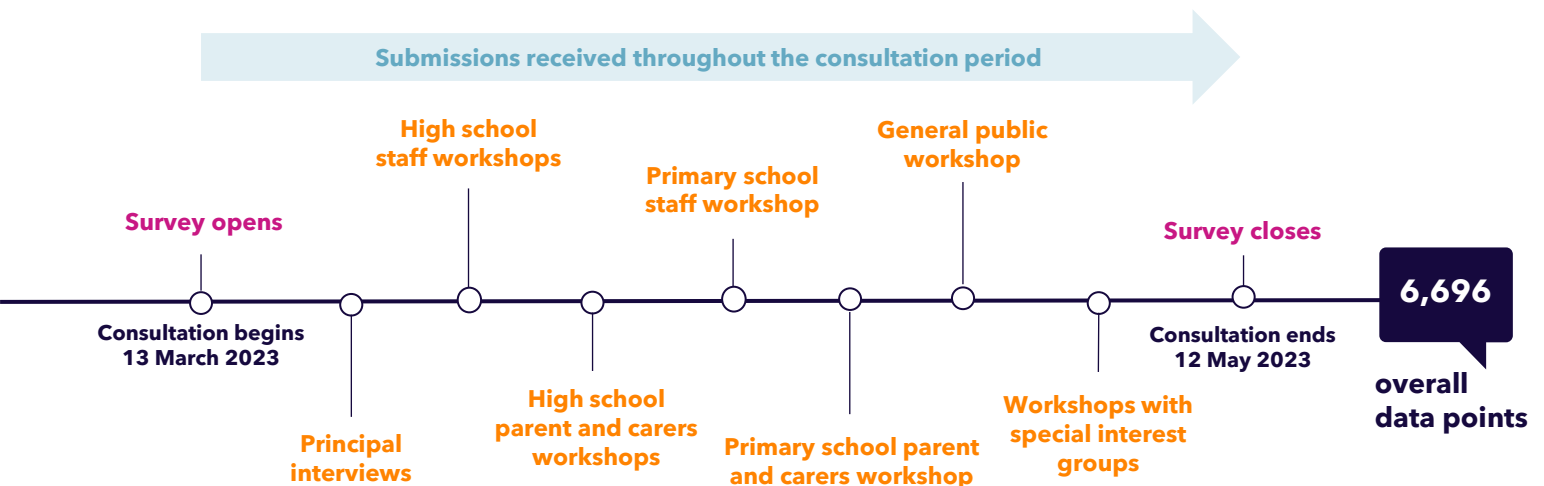 Submissions received throughout the consultation period
Survey opens
Consultation begins
13 March 2023
Principal
interviews
High school
staff workshops
High school
parent and carers
workshops
Primary school
staff workshop
Primary school parent
and carers workshop
General public
workshop
Workshops with
special interest
groups
Survey closes
Consultation ends
12 May 2023
6,696
overall
data points